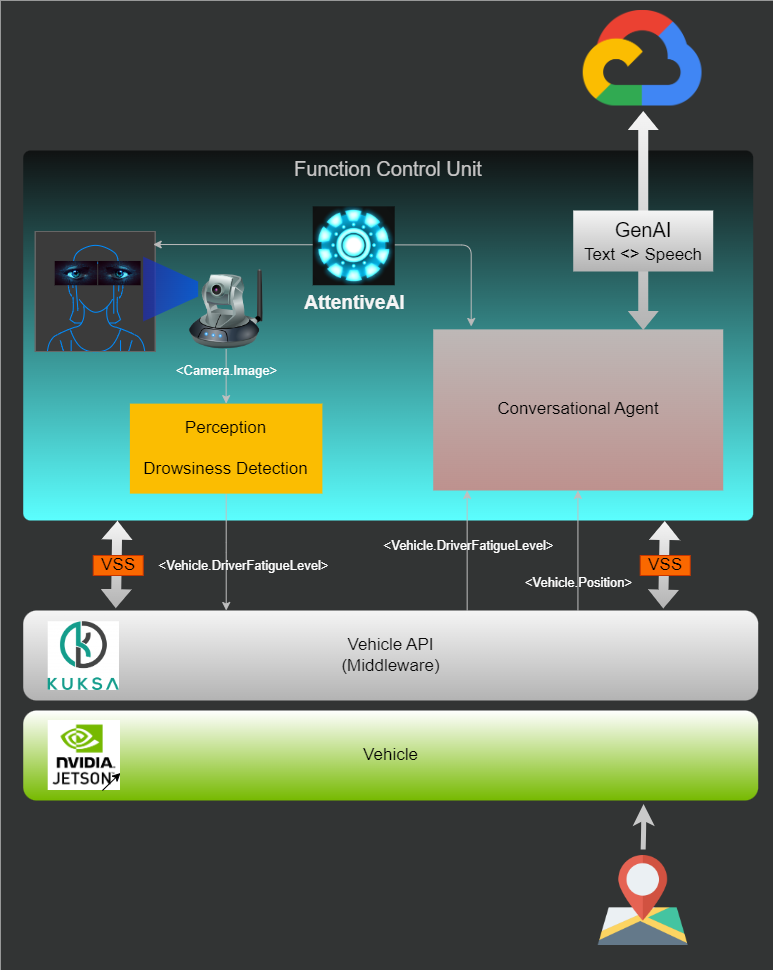 Function Control Unit
GenAI
Text <> Speech
AttentiveAI
<Camera.Image>
Conversational Agent
Perception
Drowsiness Detection
<Vehicle.DriverFatigueLevel>
VSS
<Vehicle.DriverFatigueLevel>
VSS
<Vehicle.Position>
Vehicle API
(Middleware)
KUKSA
Vehicle
NVIDIA.
JETSON